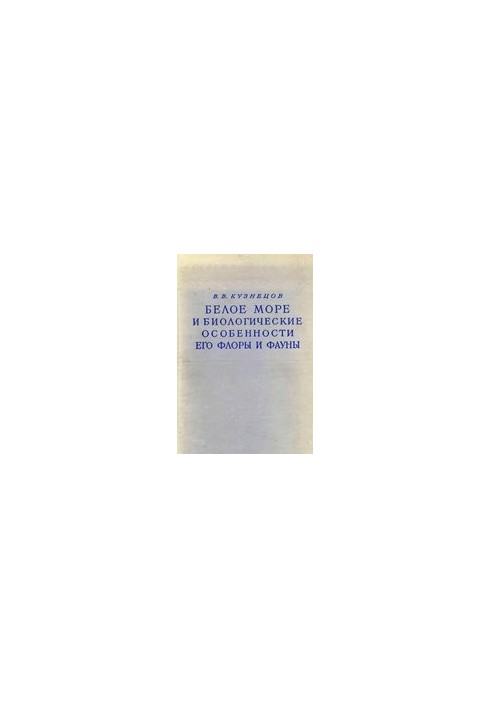 В. В. КУЗНЕЦОВ
БЕЛОЕ МОРЕ
И БИОЛОГИЧЕСКИЕ
ОСОБЕННОСТИ
ЕГО ФЛОРЫ И ФАУНЫ